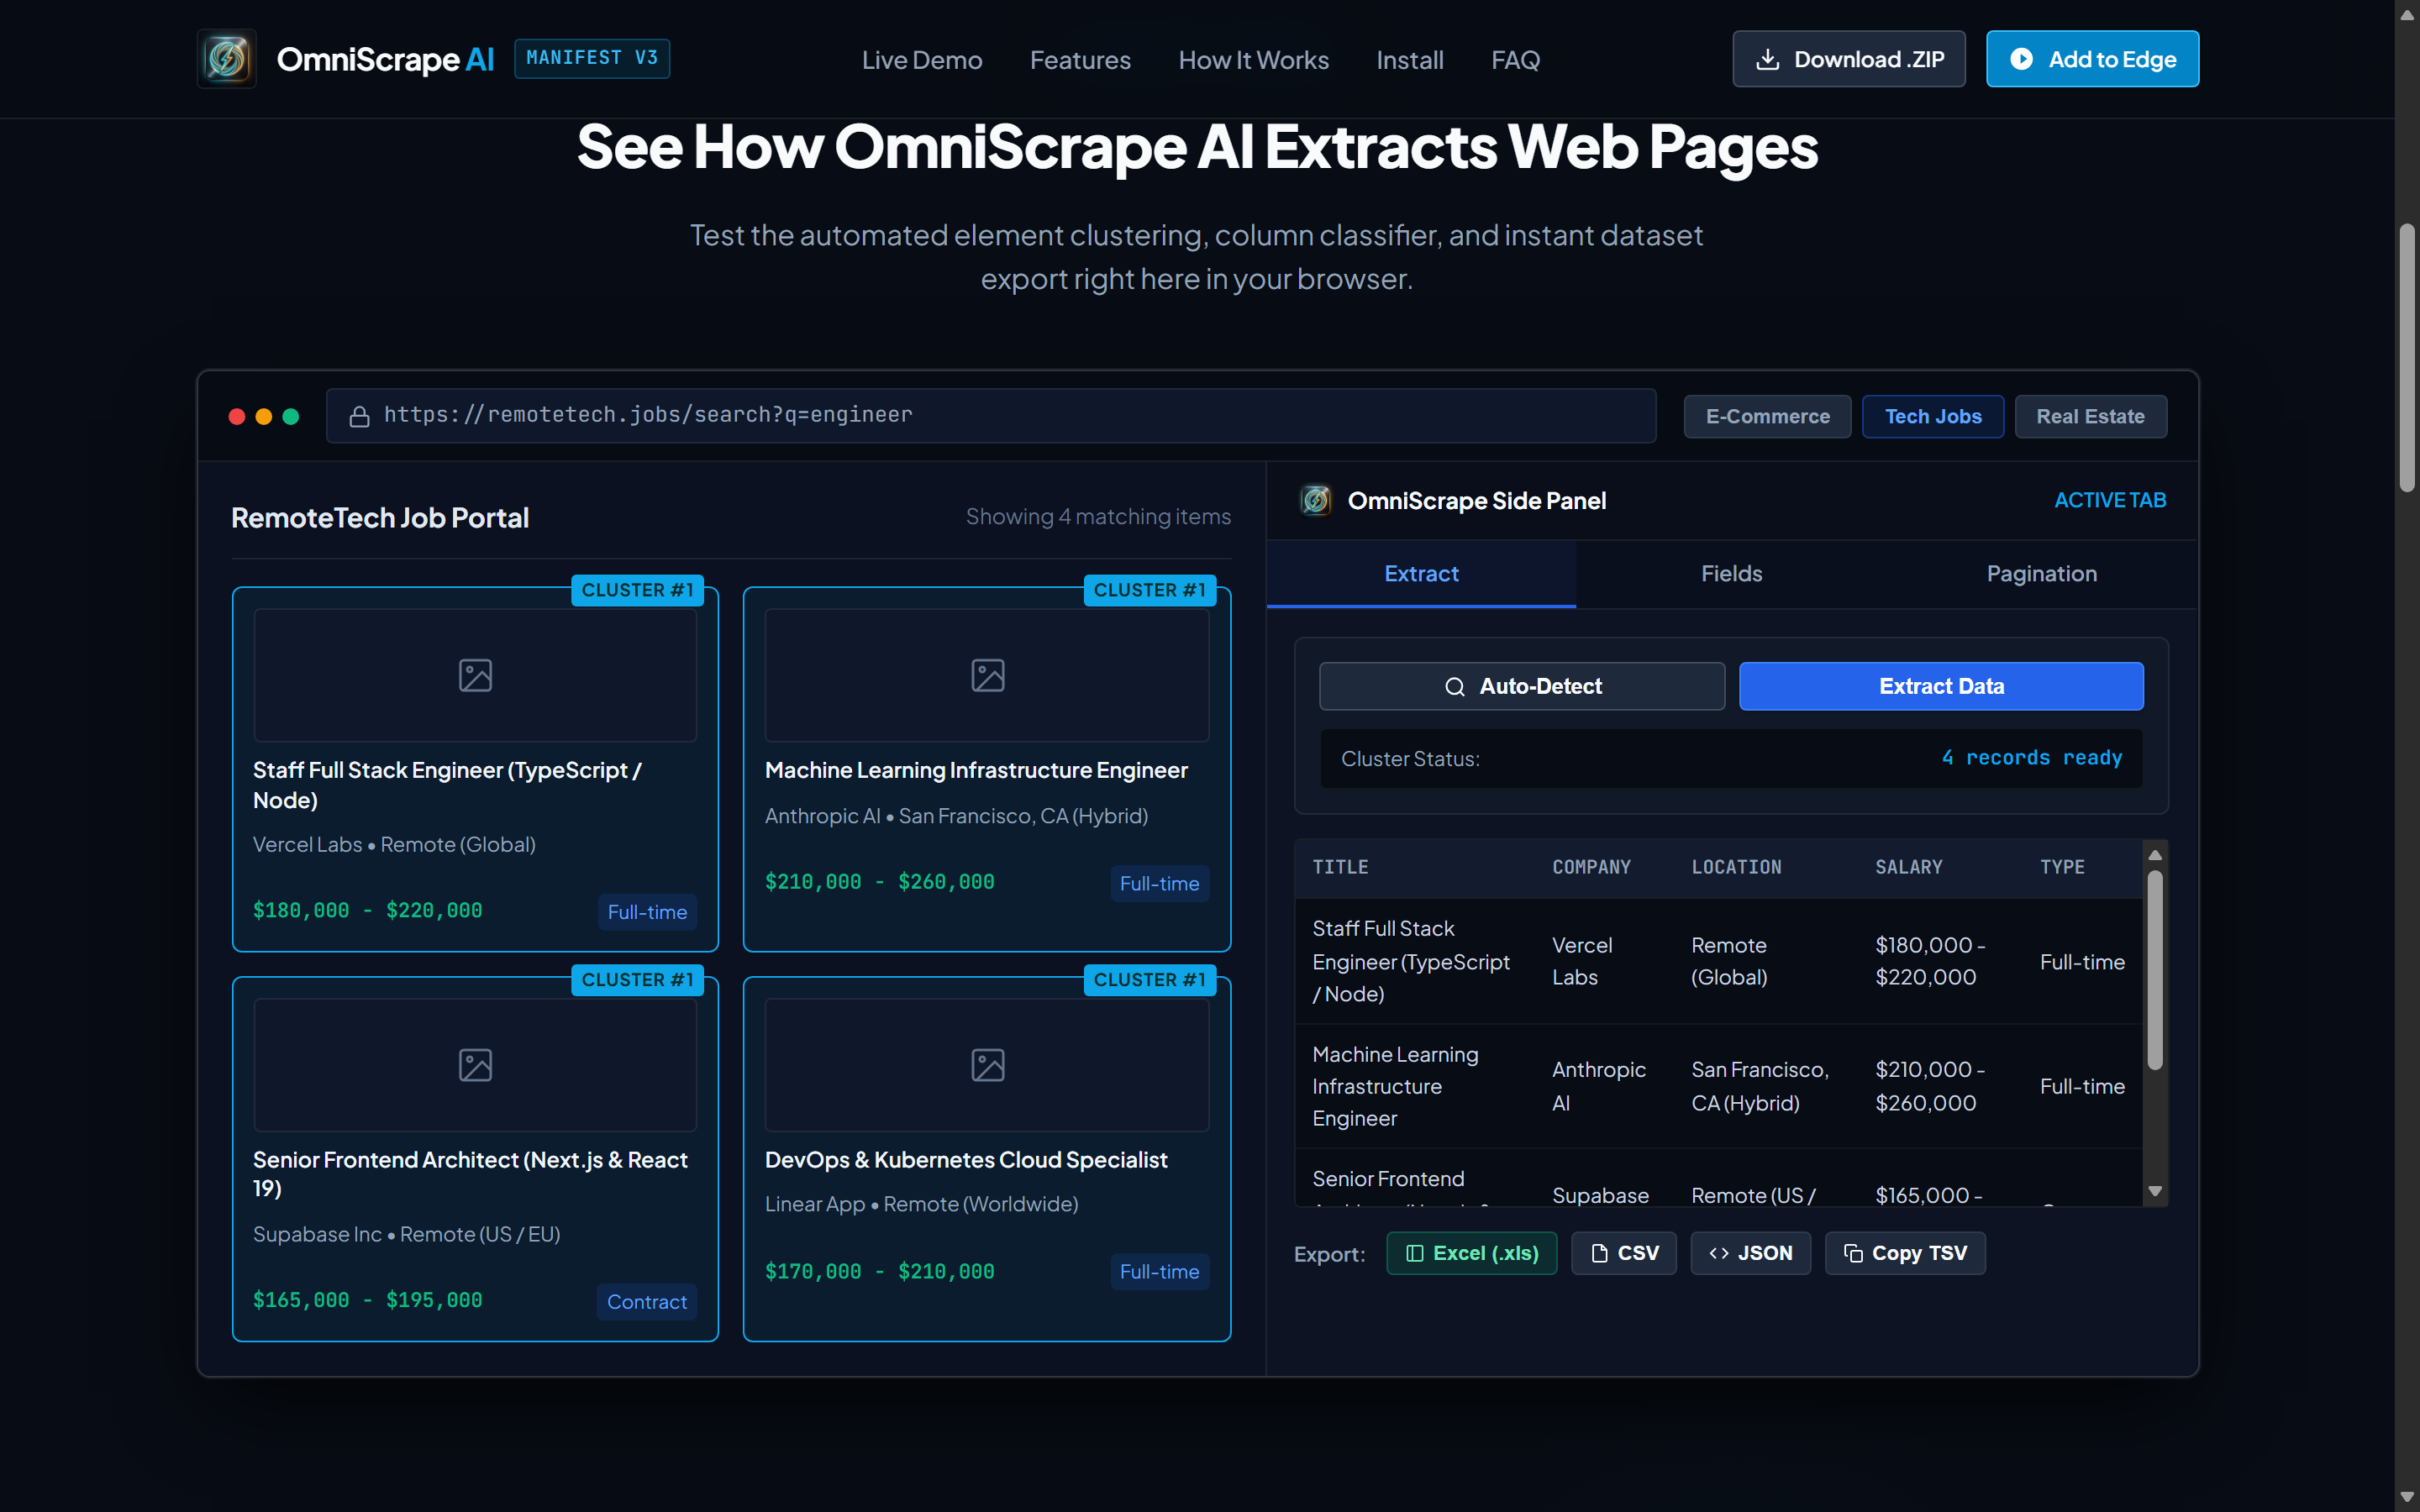 OmniScrape AI
MANIFEST V3
Live Demo
Features
How It Works
Install
FAQ
Download .ZIP
Add to Edge
See How OmniScrape AI Extracts Web Pages
Test the automated element clustering, column classifier, and instant dataset
export right here in your browser.
https://remotetech.jobs/search?q=engineer
E-Commerce
Tech Jobs
Real Estate
RemoteTech Job Portal
Showing 4 matching items
CLUSTER #1
Staff Full Stack Engineer (TypeScript /
Node)
Vercel Labs • Remote (Global)
$180,000 - $220,000
Full-time
CLUSTER #1
Machine Learning Infrastructure Engineer
Anthropic AI • San Francisco, CA (Hybrid)
$210,000 - $260,000
Full-time
CLUSTER #1
Senior Frontend Architect (Next.js & React
19)
Supabase Inc • Remote (US / EU)
$165,000 - $195,000
Contract
CLUSTER #1
DevOps & Kubernetes Cloud Specialist
Linear App • Remote (Worldwide)
$170,000 - $210,000
Full-time
OmniScrape Side Panel
ACTIVE TAB
Extract
Fields
Pagination
Auto-Detect
Extract Data
Cluster Status:
4 records ready
TITLE
COMPANY
LOCATION
SALARY
TYPE
Staff Full Stack
Engineer (TypeScript
/ Node)
Vercel
Labs
Remote
(Global)
$180,000 -
$220,000
Full-time
Machine Learning
Infrastructure
Engineer
Anthropic
AI
San Francisco,
CA (Hybrid)
$210,000 -
$260,000
Full-time
Senior Frontend
Supabase
Remote (US /
$165,000 -
Export:
Excel (.xls)
CSV
JSON
Copy TSV